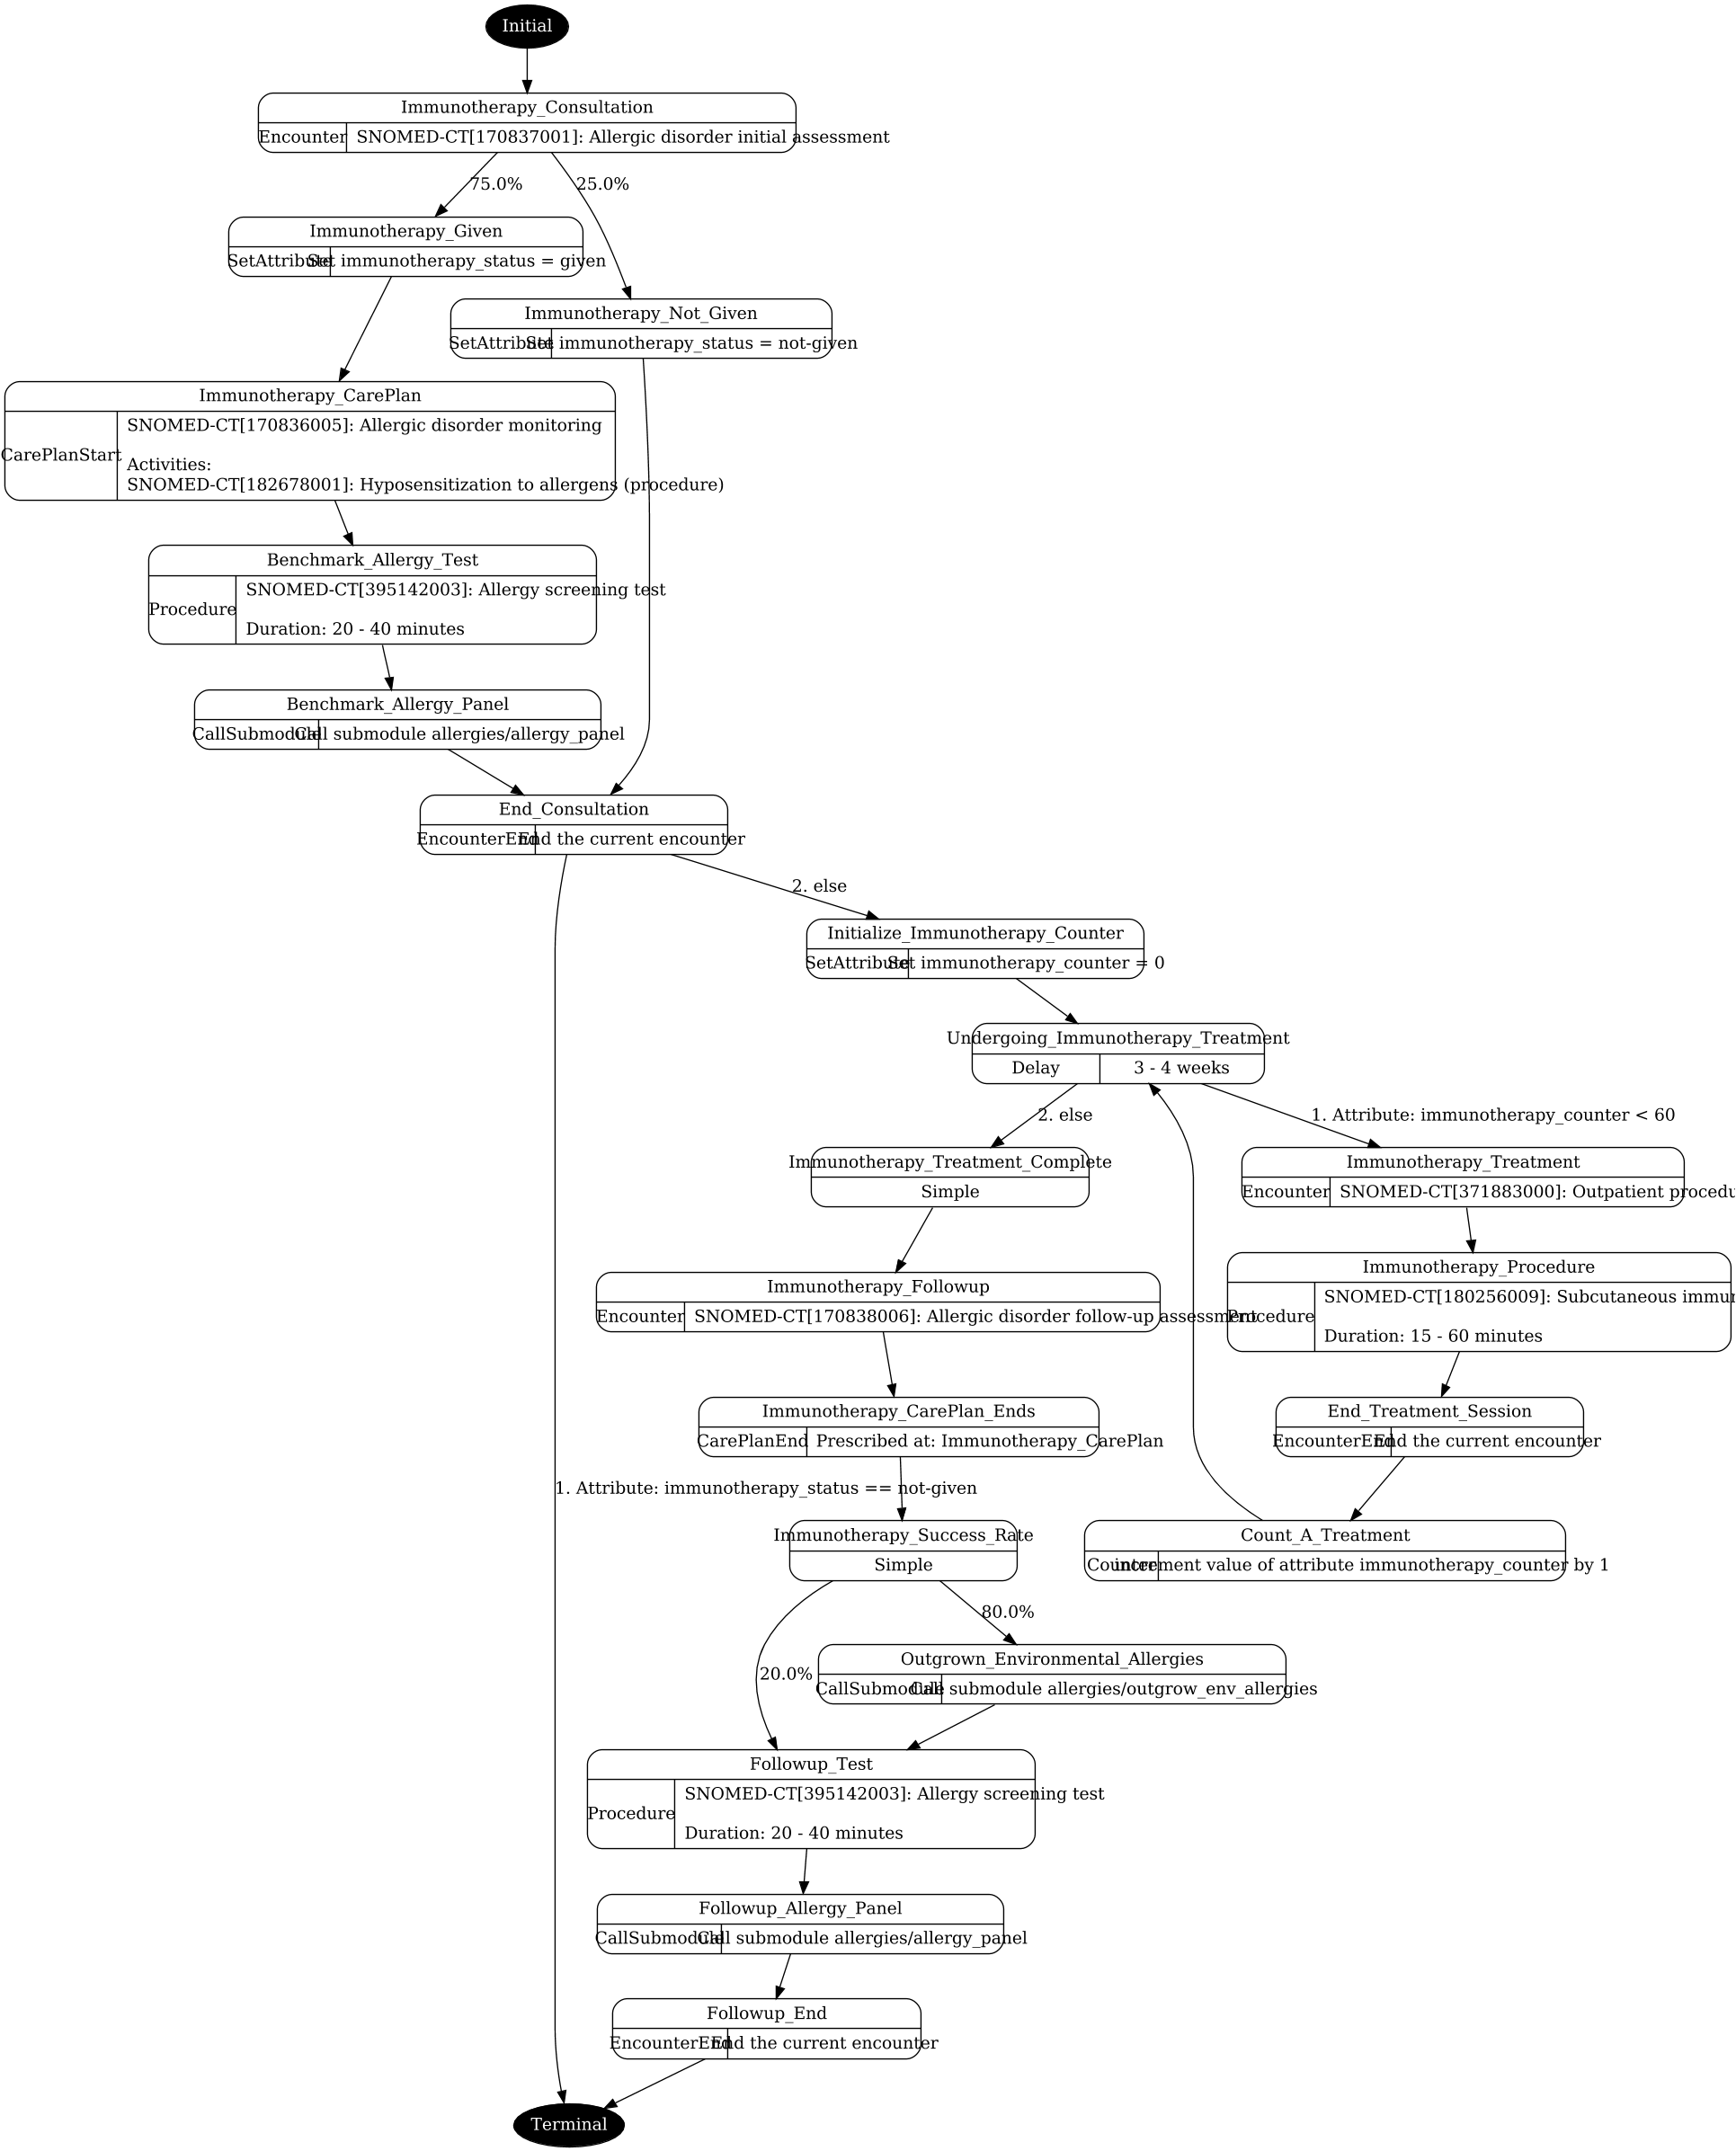 Initial
Immunotherapy_Consultation
Encounter
SNOMED-CT[170837001]: Allergic disorder initial assessment
75.0%
25.0%
Immunotherapy_Given
SetAttribute
Set immunotherapy_status = given
Immunotherapy_Not_Given
SetAttribute
Set immunotherapy_status = not-given
Immunotherapy_CarePlan
CarePlanStart
SNOMED-CT[170836005]: Allergic disorder monitoring
Activities:
SNOMED-CT[182678001]: Hyposensitization to allergens (procedure)
Benchmark_Allergy_Test
Procedure
SNOMED-CT[395142003]: Allergy screening test
Duration: 20 - 40 minutes
Benchmark_Allergy_Panel
CallSubmodule
Call submodule allergies/allergy_panel
End_Consultation
EncounterEnd
End the current encounter
2. else
Initialize_Immunotherapy_Counter
SetAttribute
Set immunotherapy_counter = 0
Undergoing_Immunotherapy_Treatment
Delay
3 - 4 weeks
2. else
1. Attribute: immunotherapy_counter < 60
Immunotherapy_Treatment_Complete
Simple
Immunotherapy_Treatment
Encounter
SNOMED-CT[371883000]: Outpatient
Immunotherapy_Followup
Encounter
SNOMED-CT[170838006]: Allergic disorder follow-up assessment
Immunotherapy_Procedure
Procedure
SNOMED-CT[180256009]: Subcutaneous
Duration: 15 - 60 minutes
Immunotherapy_CarePlan_Ends
CarePlanEnd
Prescribed at: Immunotherapy_CarePlan
End_Treatment_Session
EncounterEnd
End the current encounter
1. Attribute: immunotherapy_status == not-given
Immunotherapy_Success_Rate
Simple
Count_A_Treatment
Counter
increment value of attribute immunotherapy_counter by 1
80.0%
20.0%
Outgrown_Environmental_Allergies
CallSubmodule
Call submodule allergies/outgrow_env_allergies
Followup_Test
Procedure
SNOMED-CT[395142003]: Allergy screening test
Duration: 20 - 40 minutes
Followup_Allergy_Panel
CallSubmodule
Call submodule allergies/allergy_panel
Followup_End
EncounterEnd
End the current encounter
Terminal